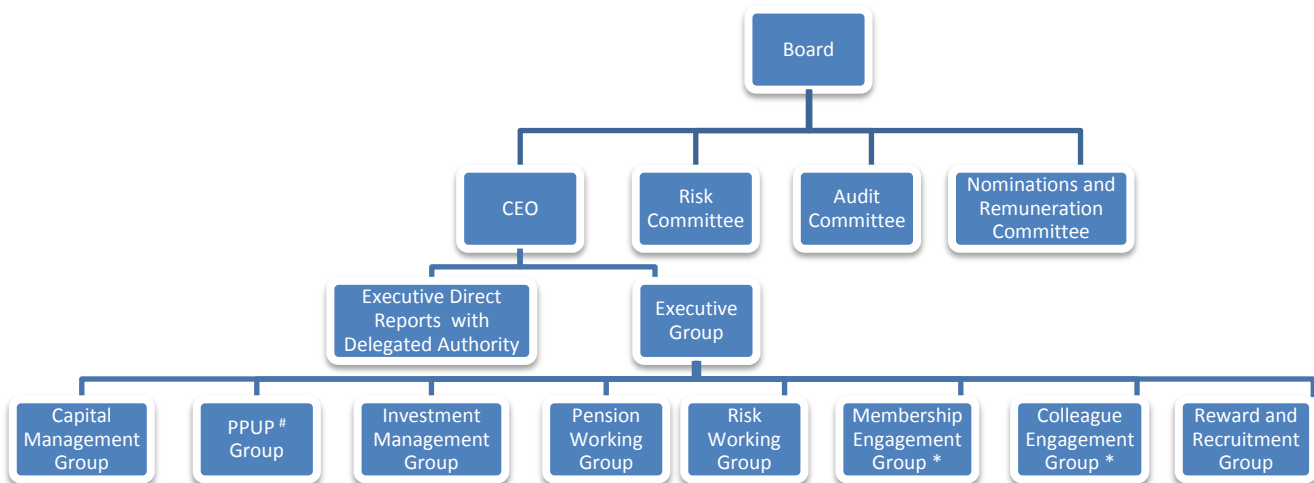 Board
CEO
Risk
Committee
Audit
Committee
Nominations and
Remuneration
Committee
Executive Direct
Reports with
Delegated Authority
Executive
Group
Capital
Management
Group
PPUP #
Group
Investment
Management
Group
Pension
Working
Group
Risk
Working
Group
Membership
Engagement
Group *
Colleague
Engagement
Group *
Reward and
Recruitment
Group